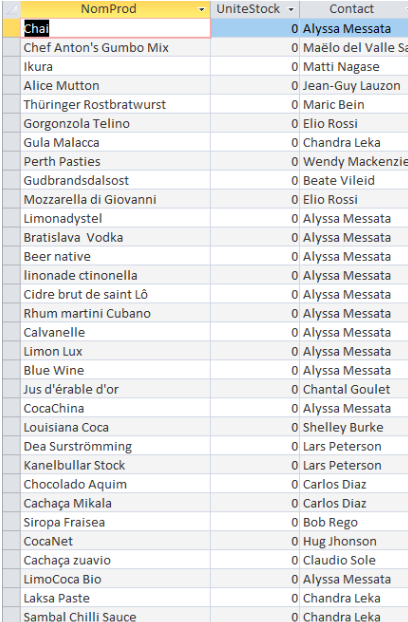 NomProd UniteStock Contact
Chai 0 Alyssa Messata
Chef Anton's Gumbo Mix 0 Maëlo del Valle Sa
Ikura 0 Matti Nagase
Alice Mutton 0 Jean-Guy Lauzon
Thüringer Rostbratwurst 0 Maric Bein
Gorgonzola Telino 0 Elio Rossi
Gula Malacca 0 Chandra Leka
Perth Pasties 0 Wendy Mackenzie
Gudbrandsdalsost 0 Beate Vileid
Mozzarella di Giovanni 0 Elio Rossi
Limonadystel 0 Alyssa Messata
Bratislava Vodka 0 Alyssa Messata
Beer native 0 Alyssa Messata
linonade ctinonella 0 Alyssa Messata
Cidre brut de saint Lô 0 Alyssa Messata
Rhum martini Cubano 0 Alyssa Messata
Calvanelle 0 Alyssa Messata
Limon Lux 0 Alyssa Messata
Blue Wine 0 Alyssa Messata
Jus d'érable d'or 0 Chantal Goulet
CocaChina 0 Alyssa Messata
Louisiana Coca 0 Shelley Burke
Dea Surströmming 0 Lars Peterson
Kanelbullar Stock 0 Lars Peterson
Chocolado Aquim 0 Carlos Diaz
Cachaça Mikala 0 Carlos Diaz
Siropa Fraisea 0 Bob Rego
CocaNet 0 Hug Jhonson
Cachaça zuavio 0 Claudio Sole
LimoCoca Bio 0 Alyssa Messata
Laksa Paste 0 Chandra Leka
Sambal Chilli Sauce 0 Chandra Leka